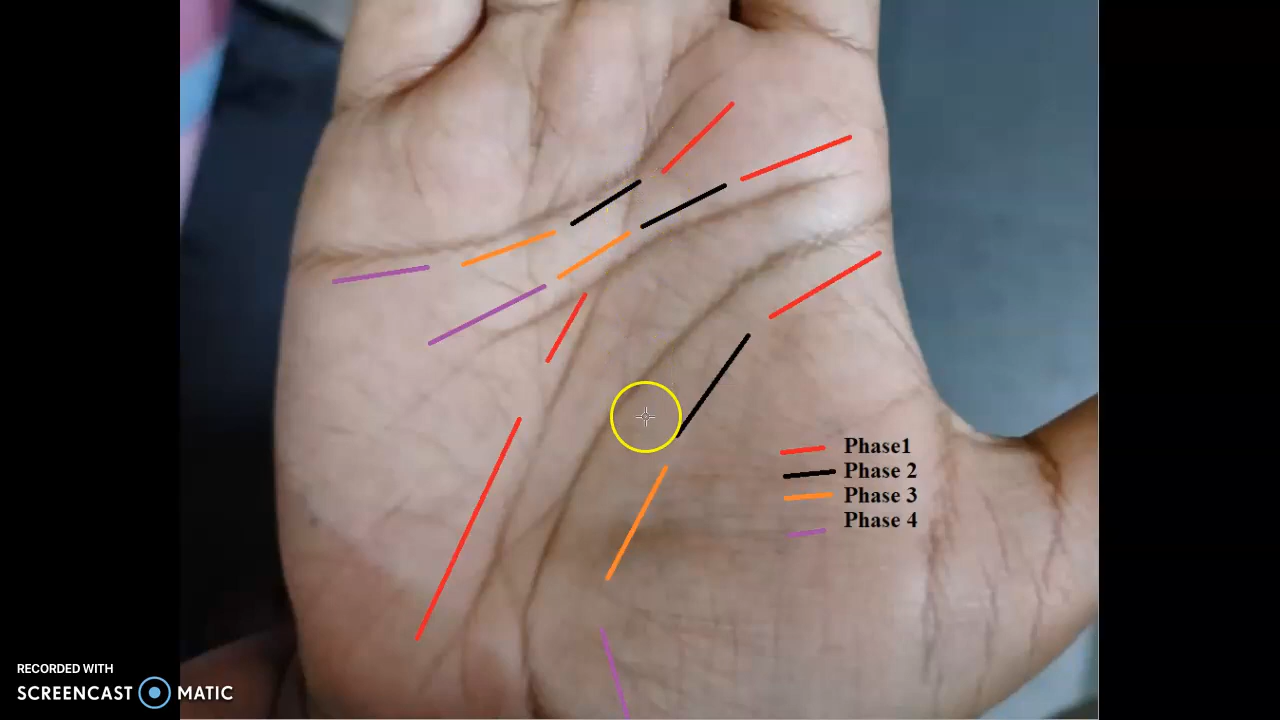 Phase1
Phase 2
Phase 3
Phase 4
RECORDED WITH
SCREENCAST MATIC